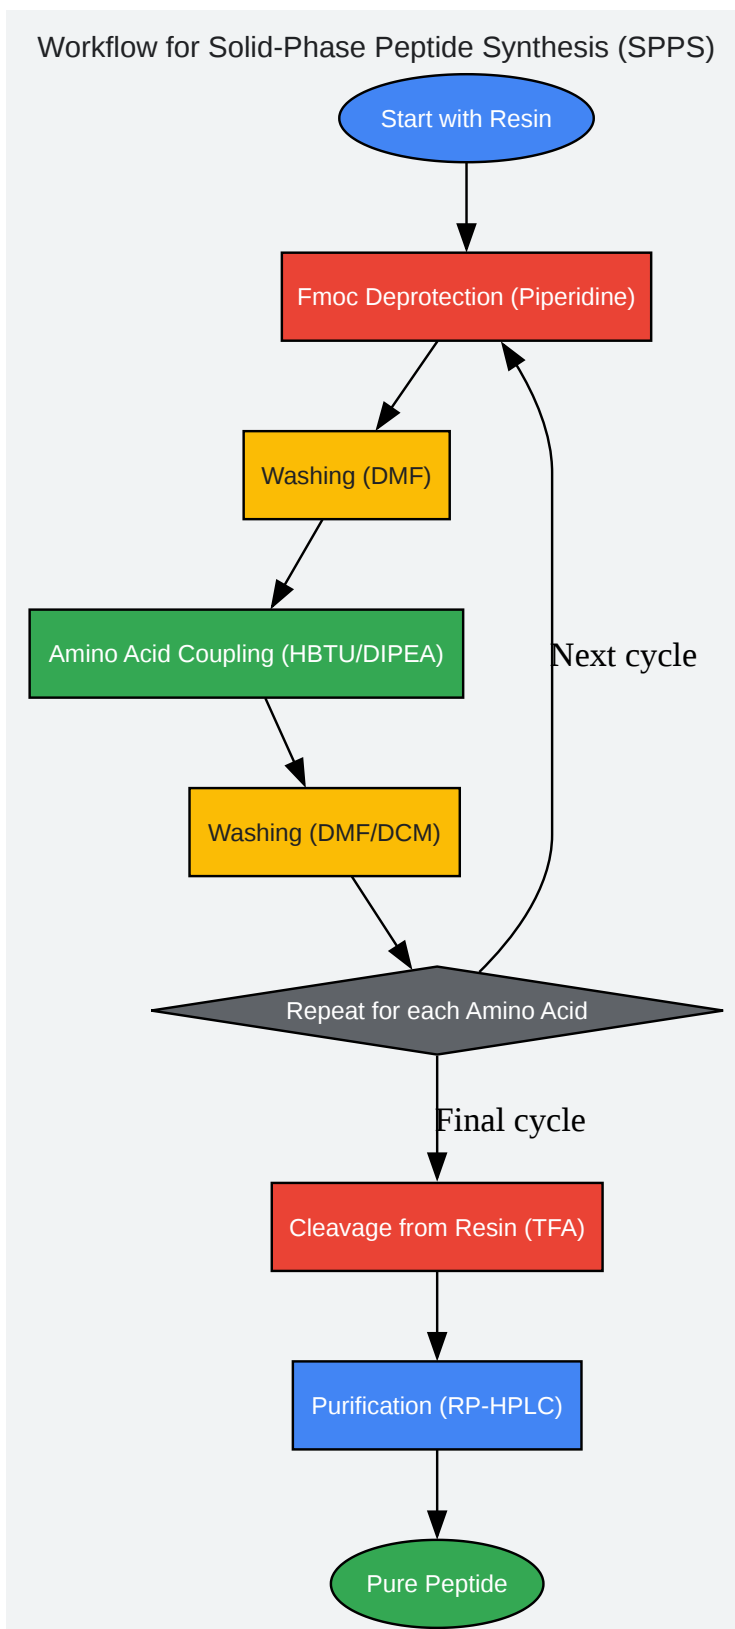 Workflow for Solid-Phase Peptide Synthesis (SPPS)
Start with Resin
Fmoc Deprotection (Piperidine)
Washing (DMF)
Amino Acid Coupling (HBTU/DIPEA)
Next cycle
Washing (DMF/DCM)
Repeat for each Amino Acid
Final cycle
Cleavage from Resin (TFA)
Purification (RP-HPLC)
Pure Peptide